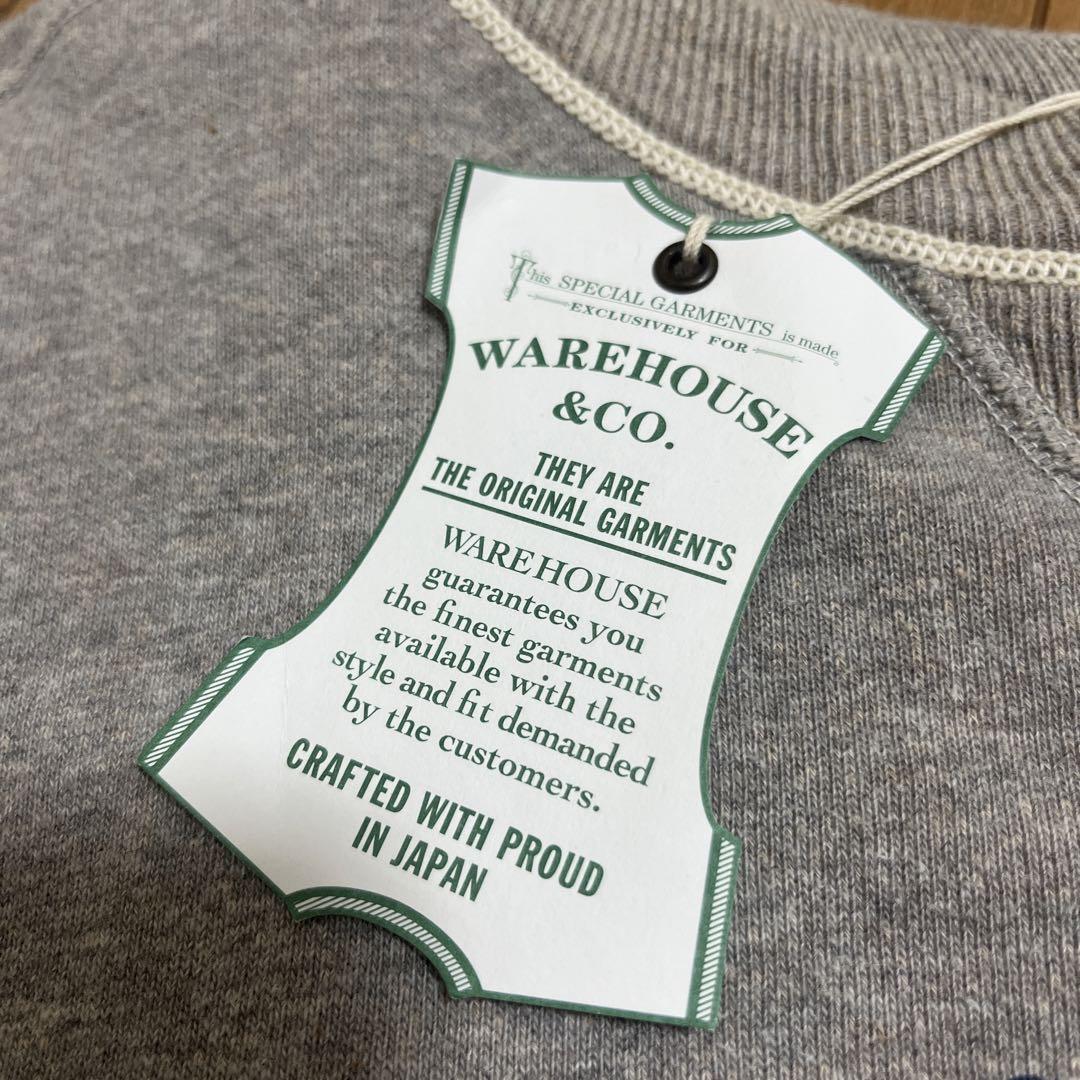 This SPECIAL GARMENTS is made
EXCLUSIVELY FOR
WAREHOUSE
&CO.
THEY ARE
THE ORIGINAL GARMENTS
WAREHOUSE
guarantees you
the finest garments
available with the
style and fit demanded
by the customers.
CRAFTED WITH PROUD
IN JAPAN